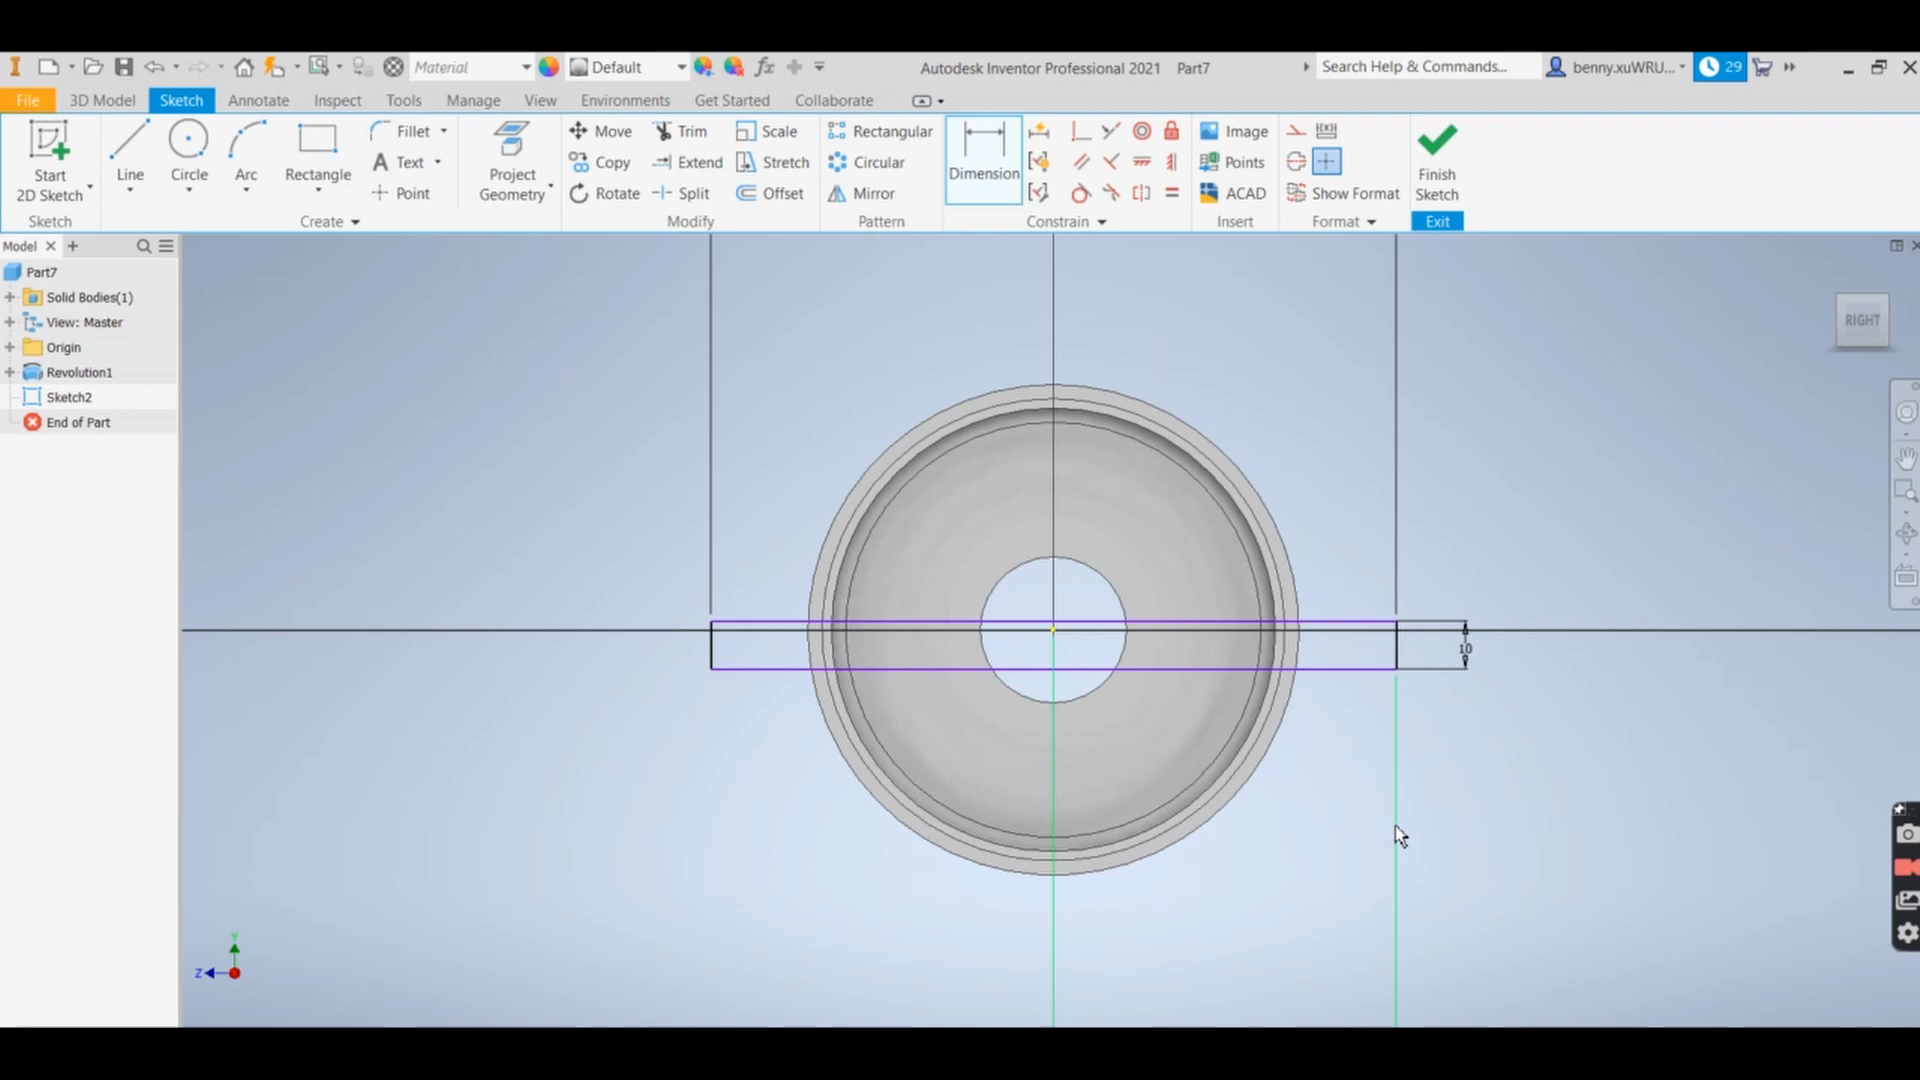 Material
Default
fx
Autodesk Inventor Professional 2021 Part7
Search Help & Commands...
benny.xuWRU...
29
File 3D Model Sketch Annotate Inspect Tools Manage View Environments Get Started Collaborate
Start
2D Sketch
Line
Circle
Arc
Rectangle
Fillet
Text
Point
Project
Geometry
Move
Copy
Rotate
Trim
Extend
Split
Scale
Stretch
Offset
Rectangular
Circular
Mirror
Dimension
Image
Points
ACAD
Show Format
Finish
Sketch
Sketch Create Modify Pattern Constrain Insert Format Exit
Model
Part7
Solid Bodies(1)
View: Master
Origin
Revolution1
Sketch2
End of Part
RIGHT
10
Y
Z